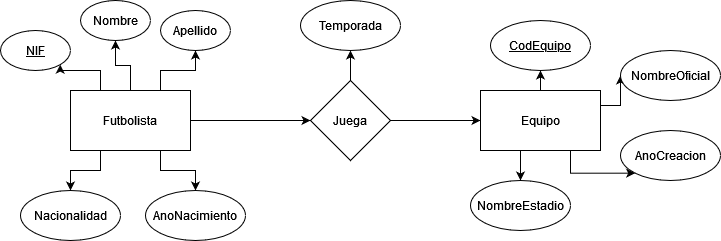 Nombre
Apellido
Temporada
NIF
CodEquipo
NombreOficial
Futbolista
Juega
Equipo
AnoCreacion
NombreEstadio
Nacionalidad
AnoNacimiento